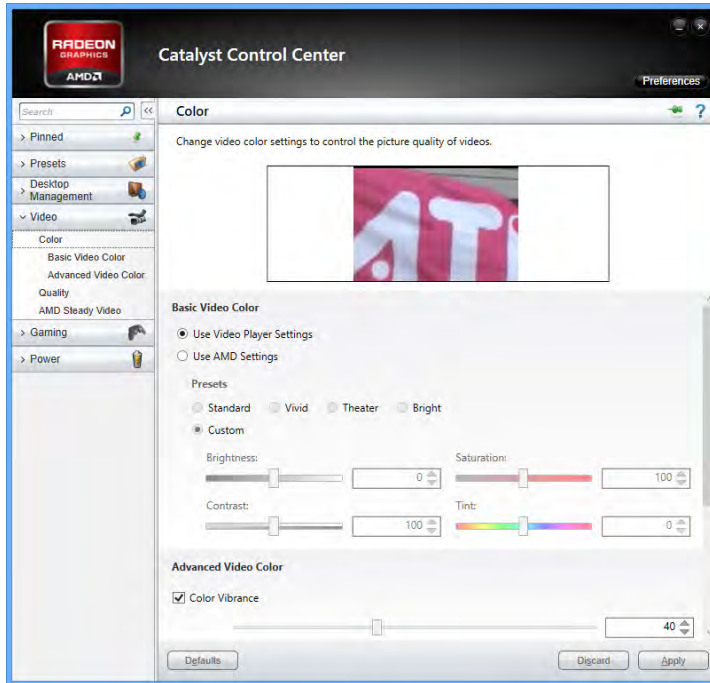 RADEON
GRAPHICS
AMD
Catalyst Control Center
Preferences
Search
<<
Color
?
> Pinned
> Presets
> Desktop
Management
Video
Color
Basic Video Color
Advanced Video Color
Quality
AMD Steady Video
> Gaming
> Power
Change video color settings to control the picture quality of videos.
ATI
Basic Video Color
Use Video Player Settings
Use AMD Settings
Presets
Standard Vivid Theater Bright
Custom
Brightness: Saturation:
0 100
Contrast: Tint:
100 0
Advanced Video Color
Color Vibrance
40
Defaults Discard Apply